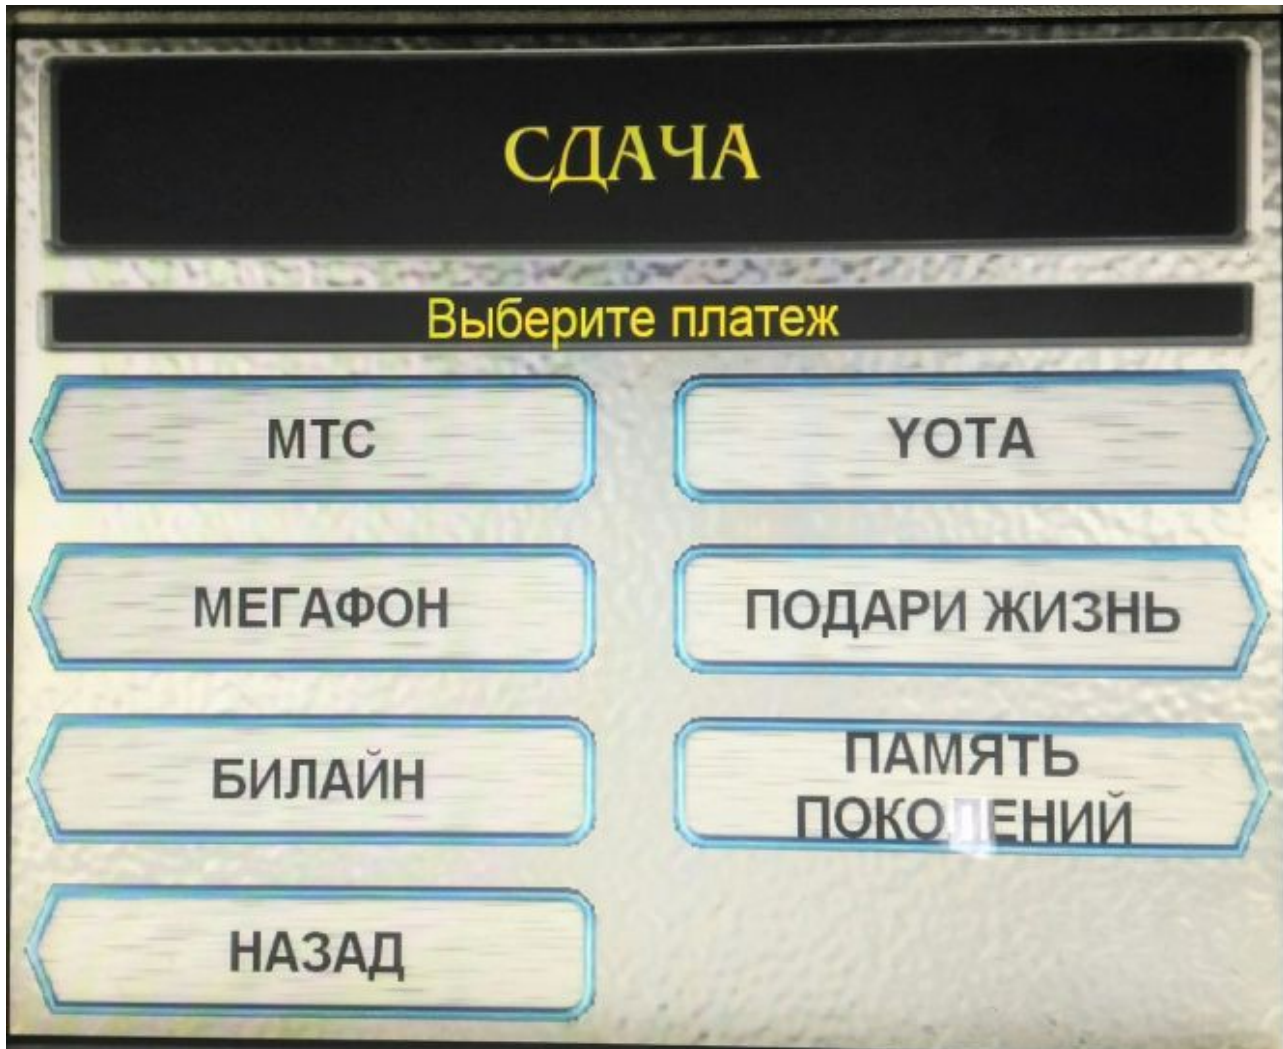 СДАЧА
Выберите платеж
МТС
YOTA
МЕГАФОН
ПОДАРИ ЖИЗНЬ
БИЛАЙН
ПАМЯТЬ
ПОКОЛЕНИЙ
НАЗАД